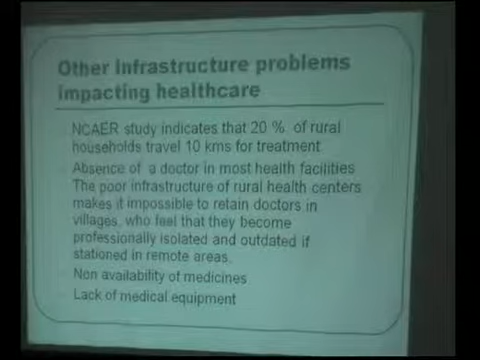 Other infrastructure problems
impacting healthcare
NCAER study indicates that 20 % of rural
households travel 10 kms for treatment
Absence of a doctor in most health facilities
The poor infrastructure of rural health centers
makes it impossible to retain doctors in
villages, who feel that they become
professionally isolated and outdated if
stationed in remote areas.
Non availability of medicines
Lack of medical equipment